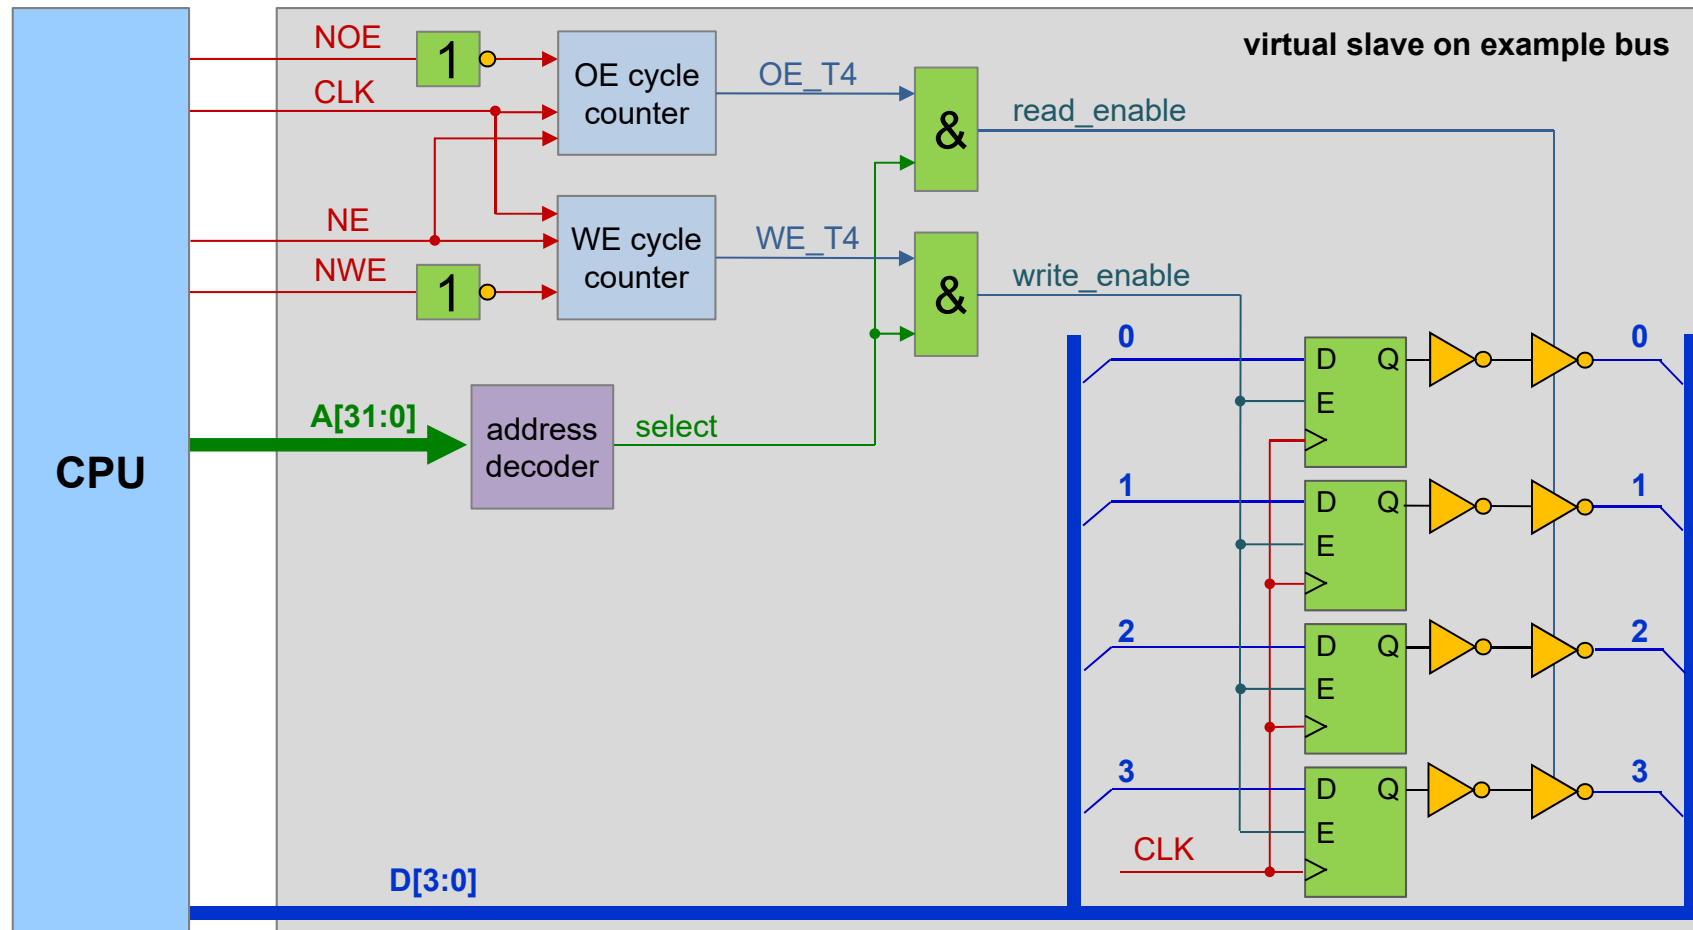 virtual slave on example bus
CPU
NOE
1
CLK
OE cycle
counter
OE_T4
&
read_enable
NE
NWE
1
WE cycle
counter
WE_T4
&
write_enable
A[31:0]
address
decoder
select
0
D Q
E
0
1
D Q
E
1
2
D Q
E
2
3
D Q
E
3
CLK
D[3:0]